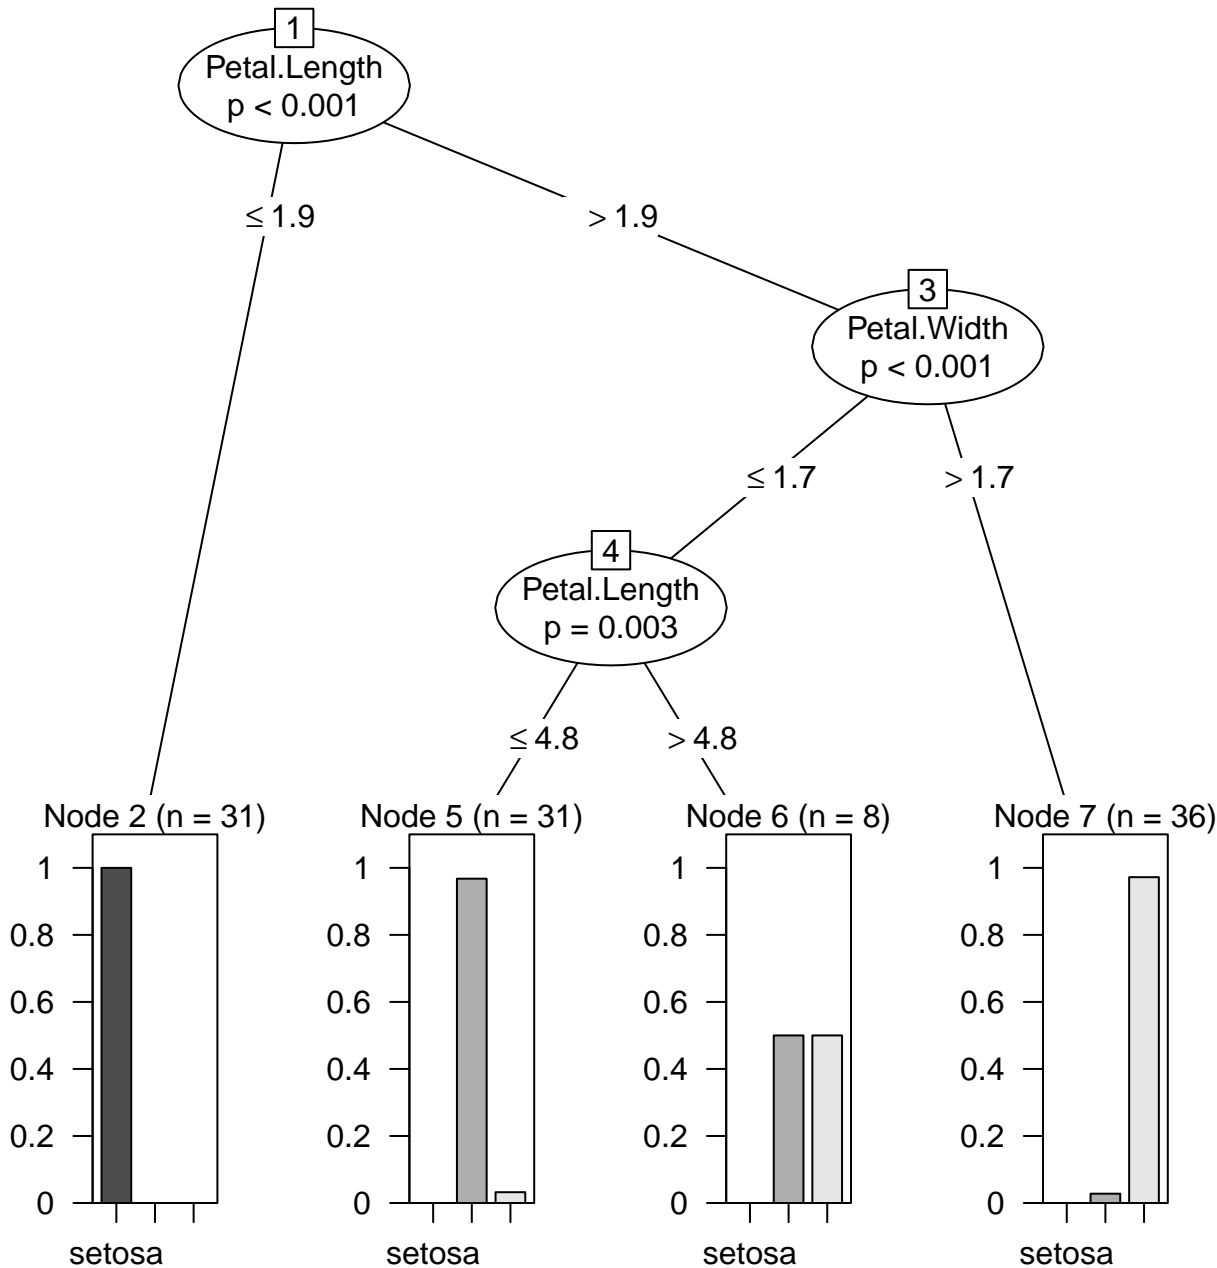 1
Petal.Length
p < 0.001
≤ 1.9
> 1.9
3
Petal.Width
p < 0.001
≤ 1.7
> 1.7
4
Petal.Length
p = 0.003
≤ 4.8
> 4.8
Node 2 (n = 31)
1
0.8
0.6
0.4
0.2
0
setosa
Node 5 (n = 31)
1
0.8
0.6
0.4
0.2
0
setosa
Node 6 (n = 8)
1
0.8
0.6
0.4
0.2
0
setosa
Node 7 (n = 36)
1
0.8
0.6
0.4
0.2
0
setosa